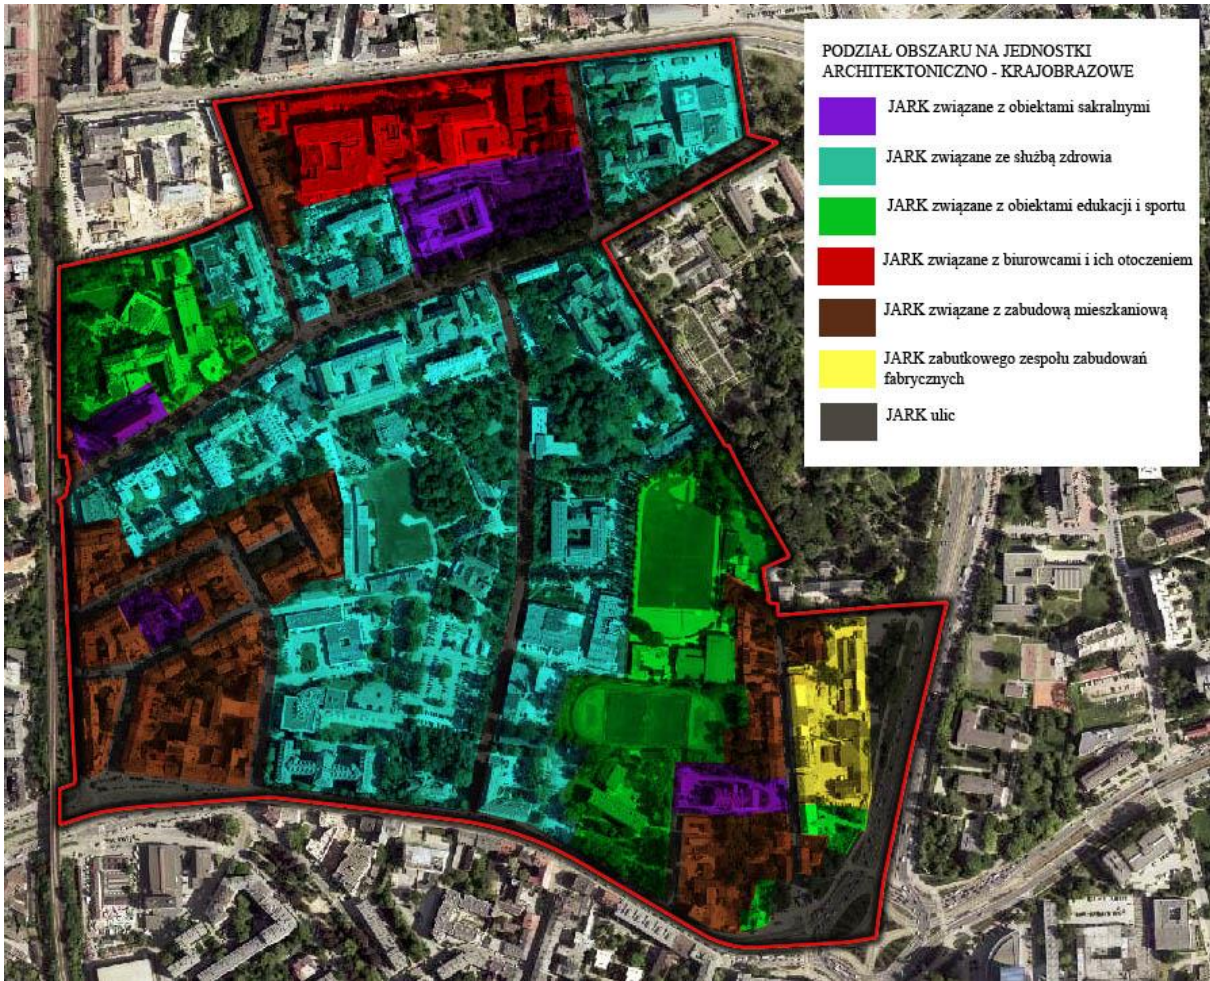 PODZIAŁ OBSZARU NA JEDNOSTKI
ARCHITEKTONICZNO - KRAJOBRAZOWE
JARK związane z obiektami sakralnymi
JARK związane ze służbą zdrowia
JARK związane z obiektami edukacji i sportu
JARK związane z biurowcami i ich otoczeniem
JARK związane z zabudową mieszkaniową
JARK zabutkowego zespołu zabudowań
fabrycznych
JARK ulic